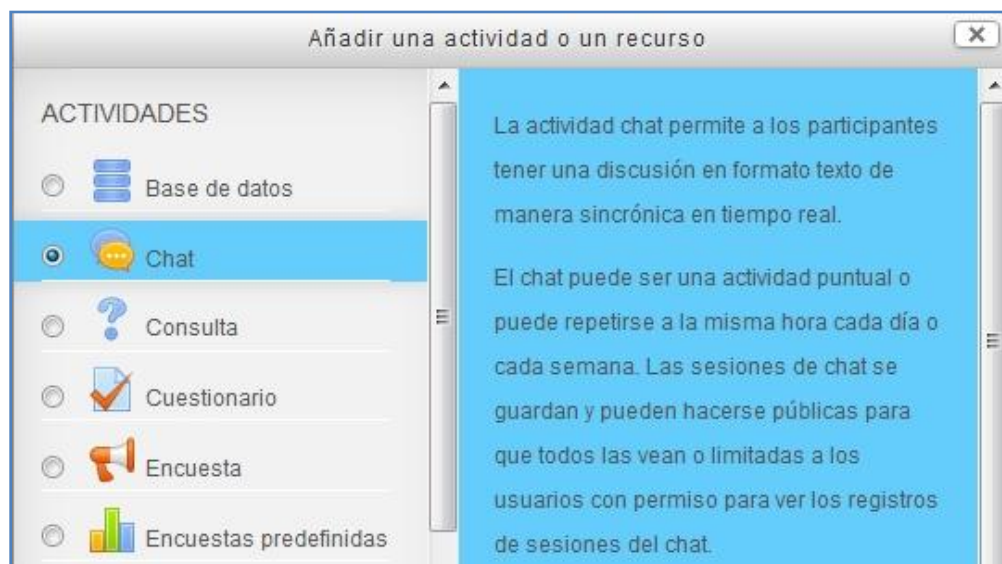 Añadir una actividad o un recurso
ACTIVIDADES
Base de datos
Chat
Consulta
Cuestionario
Encuesta
Encuestas predefinidas
La actividad chat permite a los participantes
tener una discusión en formato texto de
manera sincrónica en tiempo real.
El chat puede ser una actividad puntual o
puede repetirse a la misma hora cada día o
cada semana. Las sesiones de chat se
guardan y pueden hacerse públicas para
que todos las vean o limitadas a los
usuarios con permiso para ver los registros
de sesiones del chat.